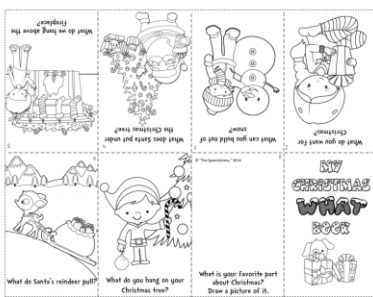 What do we hang above the
fireplace?
What does Santa put under
the Christmas tree?
What can you build out of
snow?
What do you want for
Christmas?
What do Santa's reindeer pull?
What do you hang on your
Christmas tree?
What is your favorite part
about Christmas?
Draw a picture of it.
MY
CHRISTMAS
WHAT
BOOK